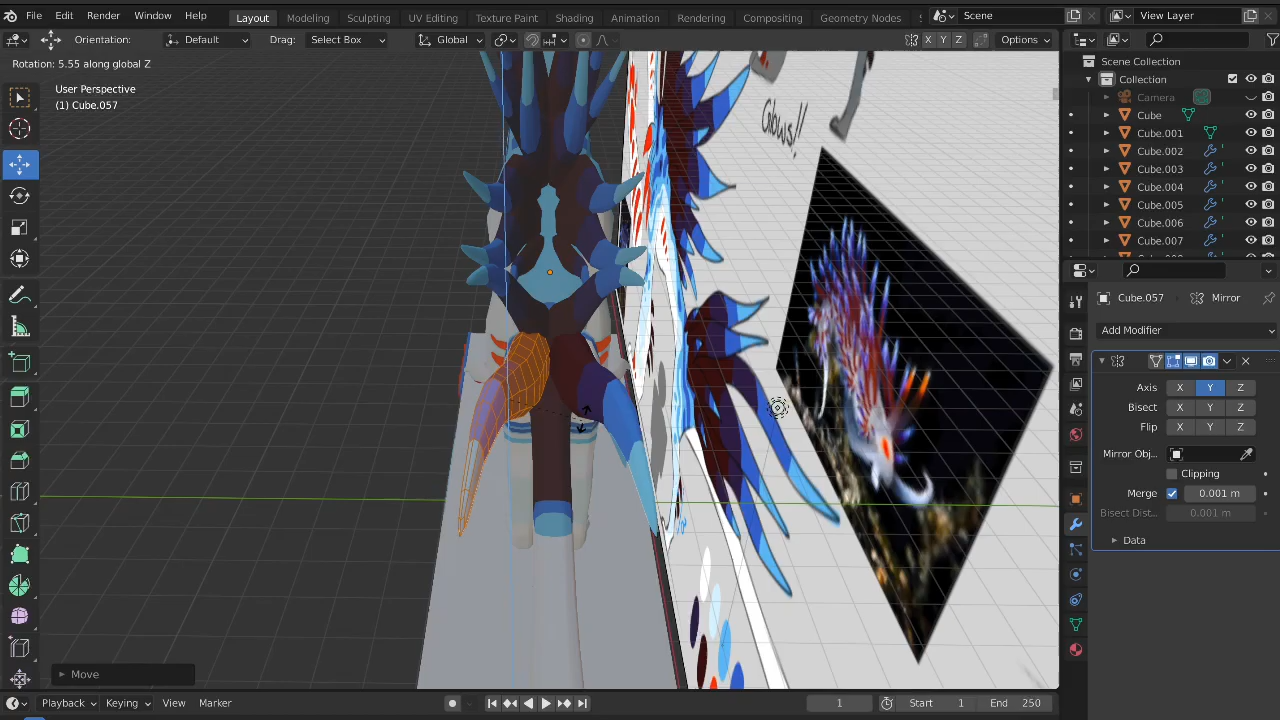 File Edit Render Window Help Layout Modeling Sculpting UV Editing Texture Paint Shading Animation Rendering Compositing Geometry Nodes Scene View Layer
Orientation: Default Drag: Select Box Global X Y Z Options
Rotation: 5.55 along global Z
User Perspective
(1) Cube.057
Scene Collection
Collection
Camera
Cube
Cube.001
Cube.002
Cube.003
Cube.004
Cube.005
Cube.006
Cube.007
Cube.057 Mirror
Add Modifier
Axis X Y Z
Bisect X Y Z
Flip X Y Z
Mirror Obj...
Clipping
Merge 0.001 m
Bisect Dist... 0.001 m
Data
Move
Playback Keying View Marker 1 Start 1 End 250